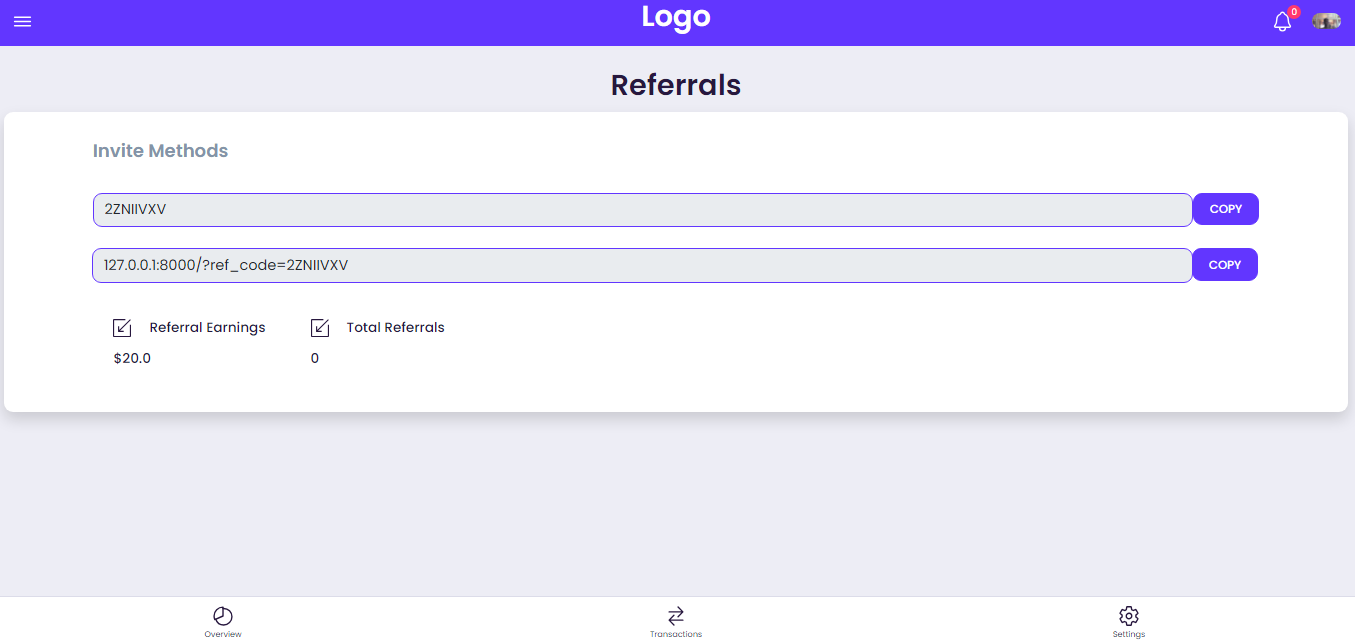 Logo
0
Referrals
Invite Methods
2ZNIIVXV
COPY
127.0.0.1:8000/?ref_code=2ZNIIVXV
COPY
Referral Earnings
Total Referrals
$20.0
0
Overview
Transactions
Settings